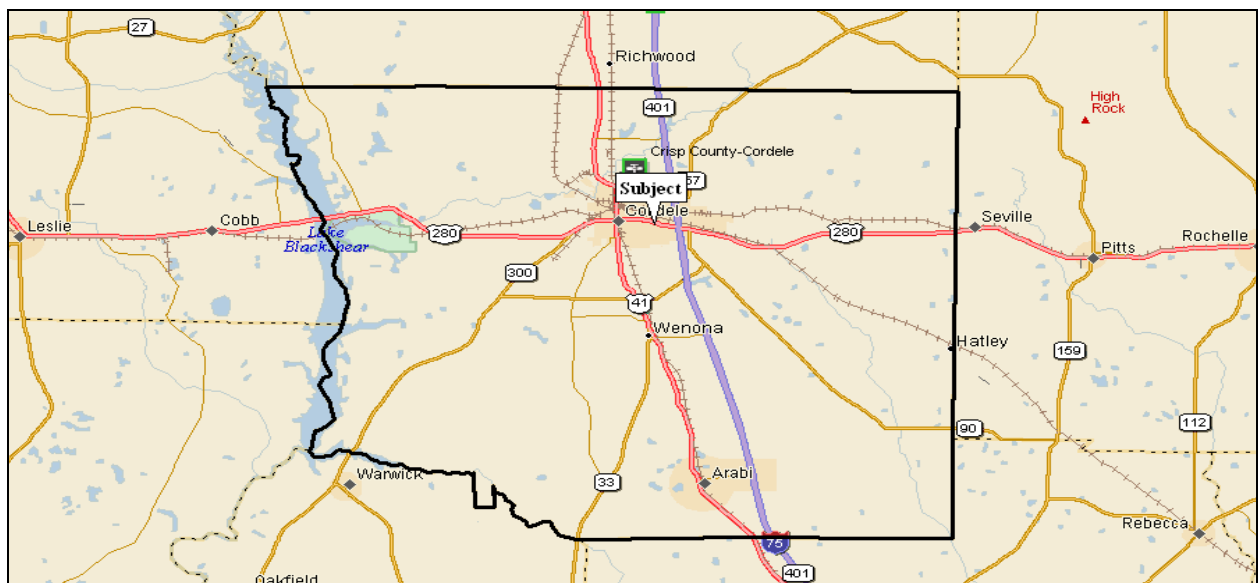 27
Richwood
401
High
Rock
Crisp County-Cordele
57
Subject
Cordele
Leslie
Cobb
Lake
Blackshear
280
280
Seville
Pitts
Rochelle
300
41
Wenona
Hatley
159
90
112
Warwick
33
Arabi
Rebecca
75
401
Oakfield